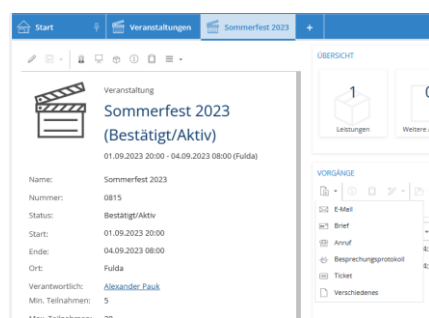 Start
Veranstaltungen
Sommerfest 2023
+
Veranstaltung
Sommerfest 2023
(Bestätigt/Aktiv)
01.09.2023 20:00 - 04.09.2023 08:00 (Fulda)
Name: Sommerfest 2023
Nummer: 0815
Status: Bestätigt/Aktiv
Start: 01.09.2023 20:00
Ende: 04.09.2023 08:00
Ort: Fulda
Verantwortlich: Alexander Pauk
Min. Teilnahmen: 5
Max. Teilnahmen: 20
ÜBERSICHT
1
Leistungen
Weitere
VORGÄNGE
E-Mail
Brief
Anruf
Besprechungsprotokoll
Ticket
Verschiedenes